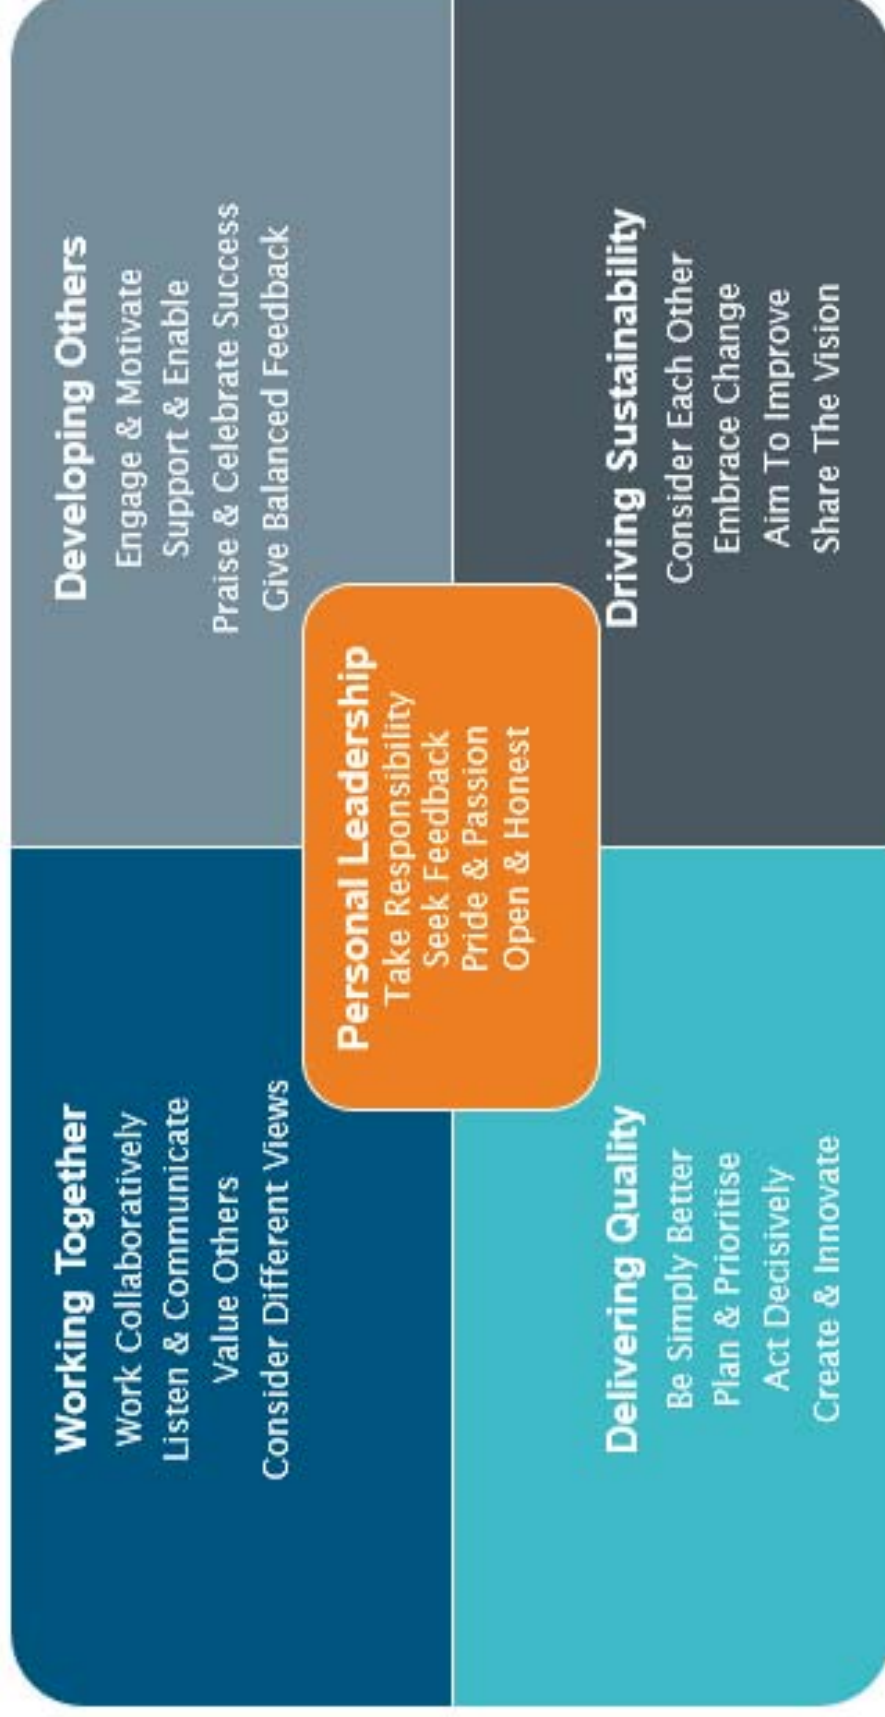 Working Together
Work Collaboratively
Listen & Communicate
Value Others
Consider Different Views
Developing Others
Engage & Motivate
Support & Enable
Praise & Celebrate Success
Give Balanced Feedback
Personal Leadership
Take Responsibility
Seek Feedback
Pride & Passion
Open & Honest
Delivering Quality
Be Simply Better
Plan & Prioritise
Act Decisively
Create & Innovate
Driving Sustainability
Consider Each Other
Embrace Change
Aim To Improve
Share The Vision